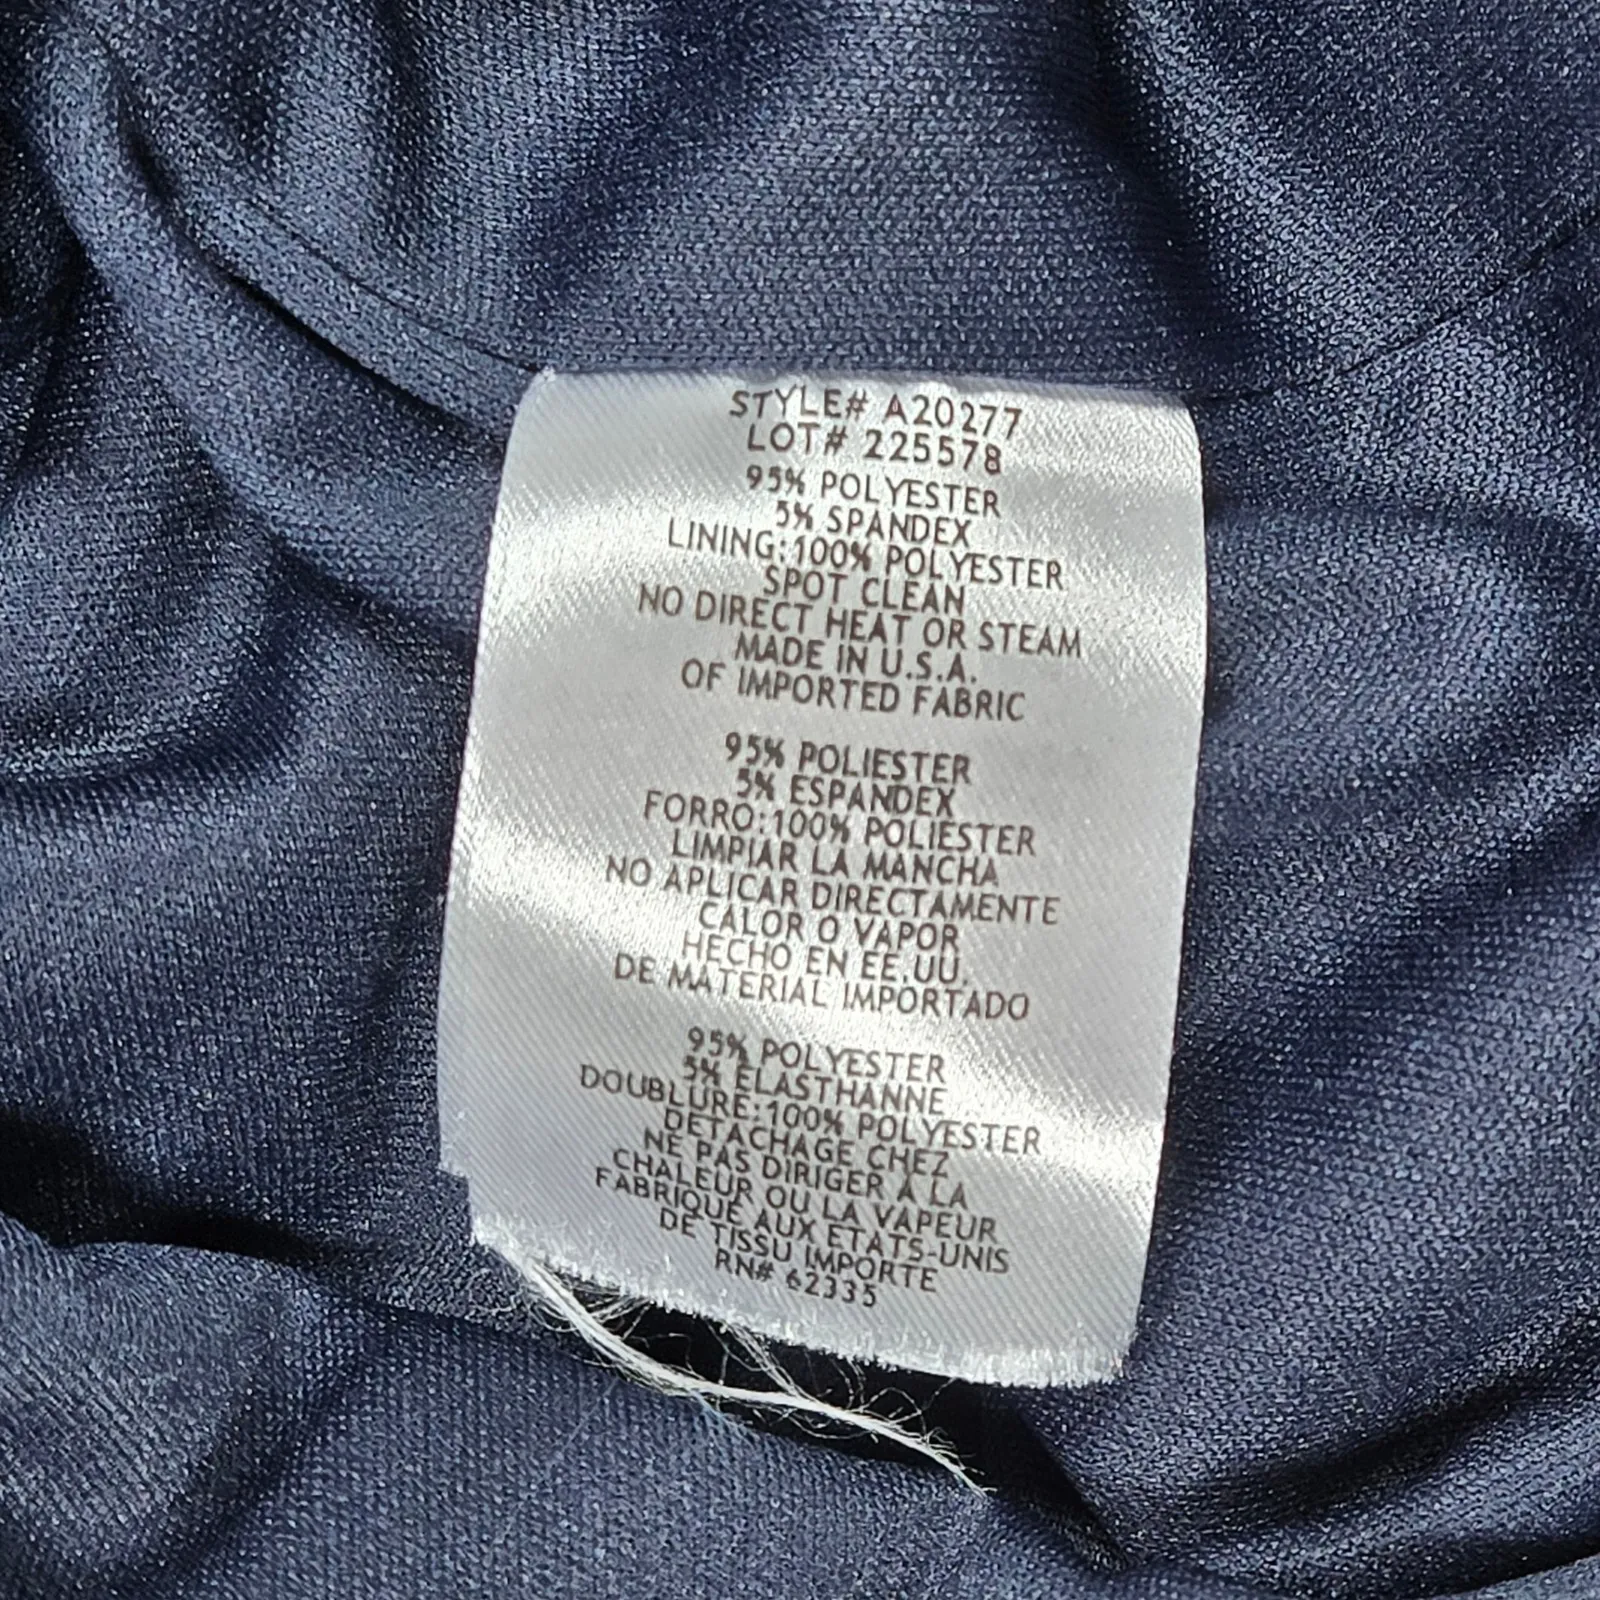 STYLE# A20277
LOT# 225578
95% POLYESTER
5% SPANDEX
LINING:100% POLYESTER
SPOT CLEAN
NO DIRECT HEAT OR STEAM
MADE IN U.S.A.
OF IMPORTED FABRIC
95% POLIESTER
5% ESPANDEX
FORRO:100% POLIESTER
LIMPIAR LA MANCHA
NO APLICAR DIRECTAMENTE
CALOR O VAPOR
HECHO EN EE.UU.
DE MATERIAL IMPORTADO
95% POLYESTER
5% ELASTHANNE
DOUBLURE:100% POLYESTER
DETACHAGE CHEZ
NE PAS DIRIGER A LA
CHALEUR OU LA VAPEUR
FABRIQUE AUX ETATS-UNIS
DE TISSU IMPORTE
RN# 62335